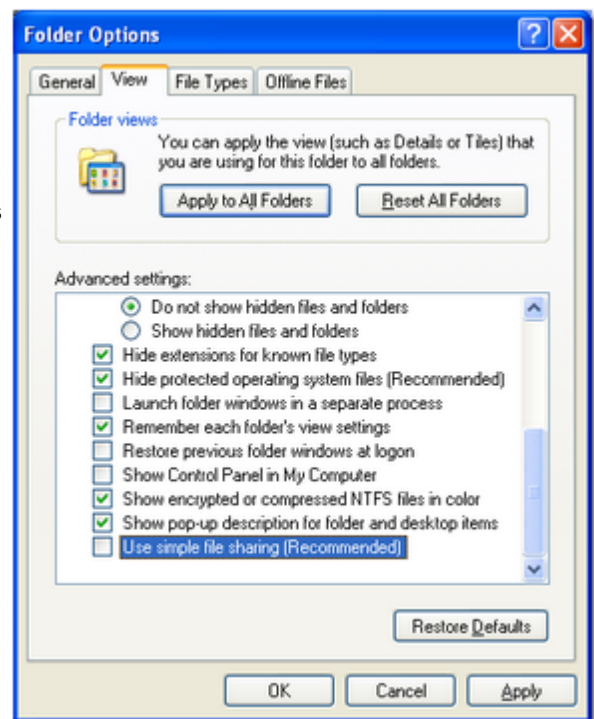 Folder Options
General View File Types Offline Files
Folder views
You can apply the view (such as Details or Tiles) that
you are using for this folder to all folders.
Apply to All Folders Reset All Folders
s
Advanced settings:
Do not show hidden files and folders
Show hidden files and folders
Hide extensions for known file types
Hide protected operating system files (Recommended)
Launch folder windows in a separate process
Remember each folder's view settings
Restore previous folder windows at logon
Show Control Panel in My Computer
Show encrypted or compressed NTFS files in color
Show pop-up description for folder and desktop items
Use simple file sharing (Recommended)
Restore Defaults
OK Cancel Apply